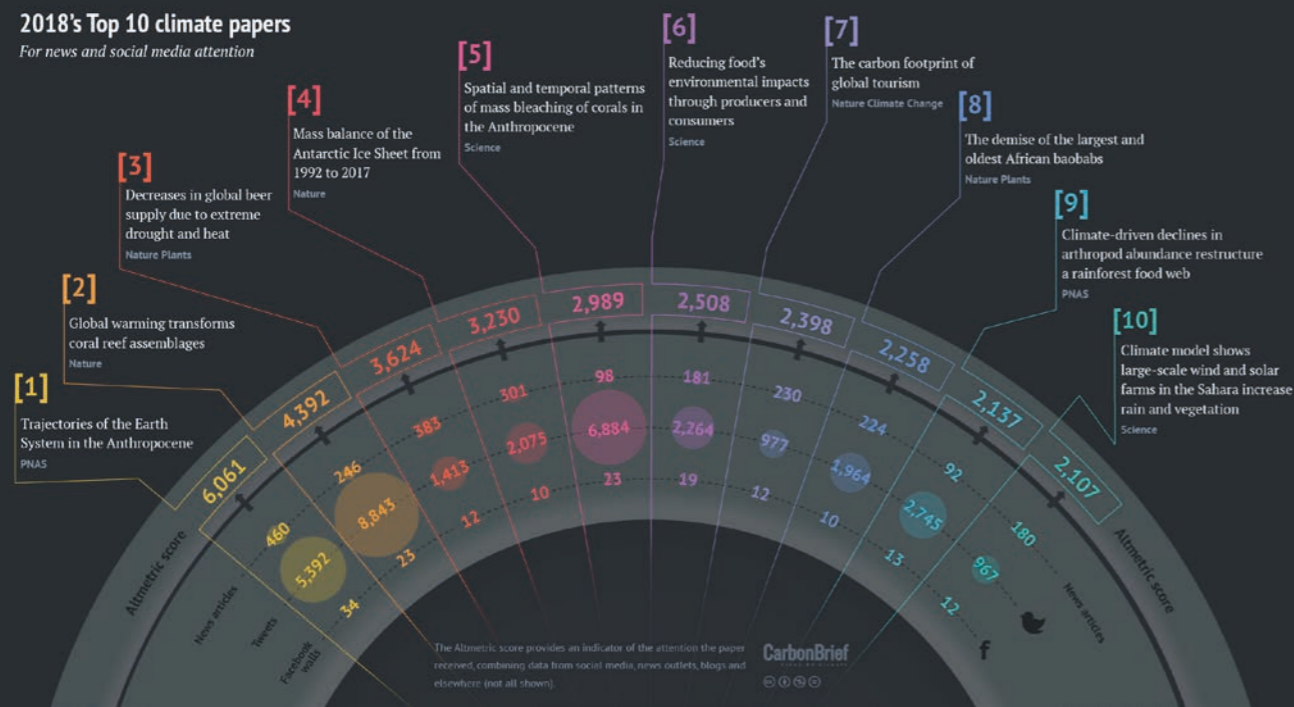 2018's Top 10 climate papers
For news and social media attention
[1]
Trajectories of the Earth
System in the Anthropocene
PNAS
[2]
Global warming transforms
coral reef assemblages
Nature
[3]
Decreases in global beer
supply due to extreme
drought and heat
Nature Plants
[4]
Mass balance of the
Antarctic Ice Sheet from
1992 to 2017
Nature
[5]
Spatial and temporal patterns
of mass bleaching of corals in
the Anthropocene
Science
[6]
Reducing food's
environmental impacts
through producers and
consumers
Science
[7]
The carbon footprint of
global tourism
Nature Climate Change
[8]
The demise of the largest and
oldest African baobabs
Nature Plants
[9]
Climate-driven declines in
arthropod abundance restructure
a rainforest food web
PNAS
[10]
Climate model shows
large-scale wind and solar
farms in the Sahara increase
rain and vegetation
Science
Altmetric score
6,061
4,392
3,624
3,230
2,989
2,508
2,398
2,258
2,137
2,107
Altmetric score
News articles
460
246
383
301
98
181
230
224
92
180
News articles
Tweets
5,392
8,843
1,413
2,075
6,884
2,264
977
1,964
2,745
967
Facebook
walls
34
23
12
10
23
19
12
10
13
12
f
The Altmetric score provides an indicator of the attention the paper
received, combining data from social media, news outlets, blogs and
elsewhere (not all shown).
CarbonBrief